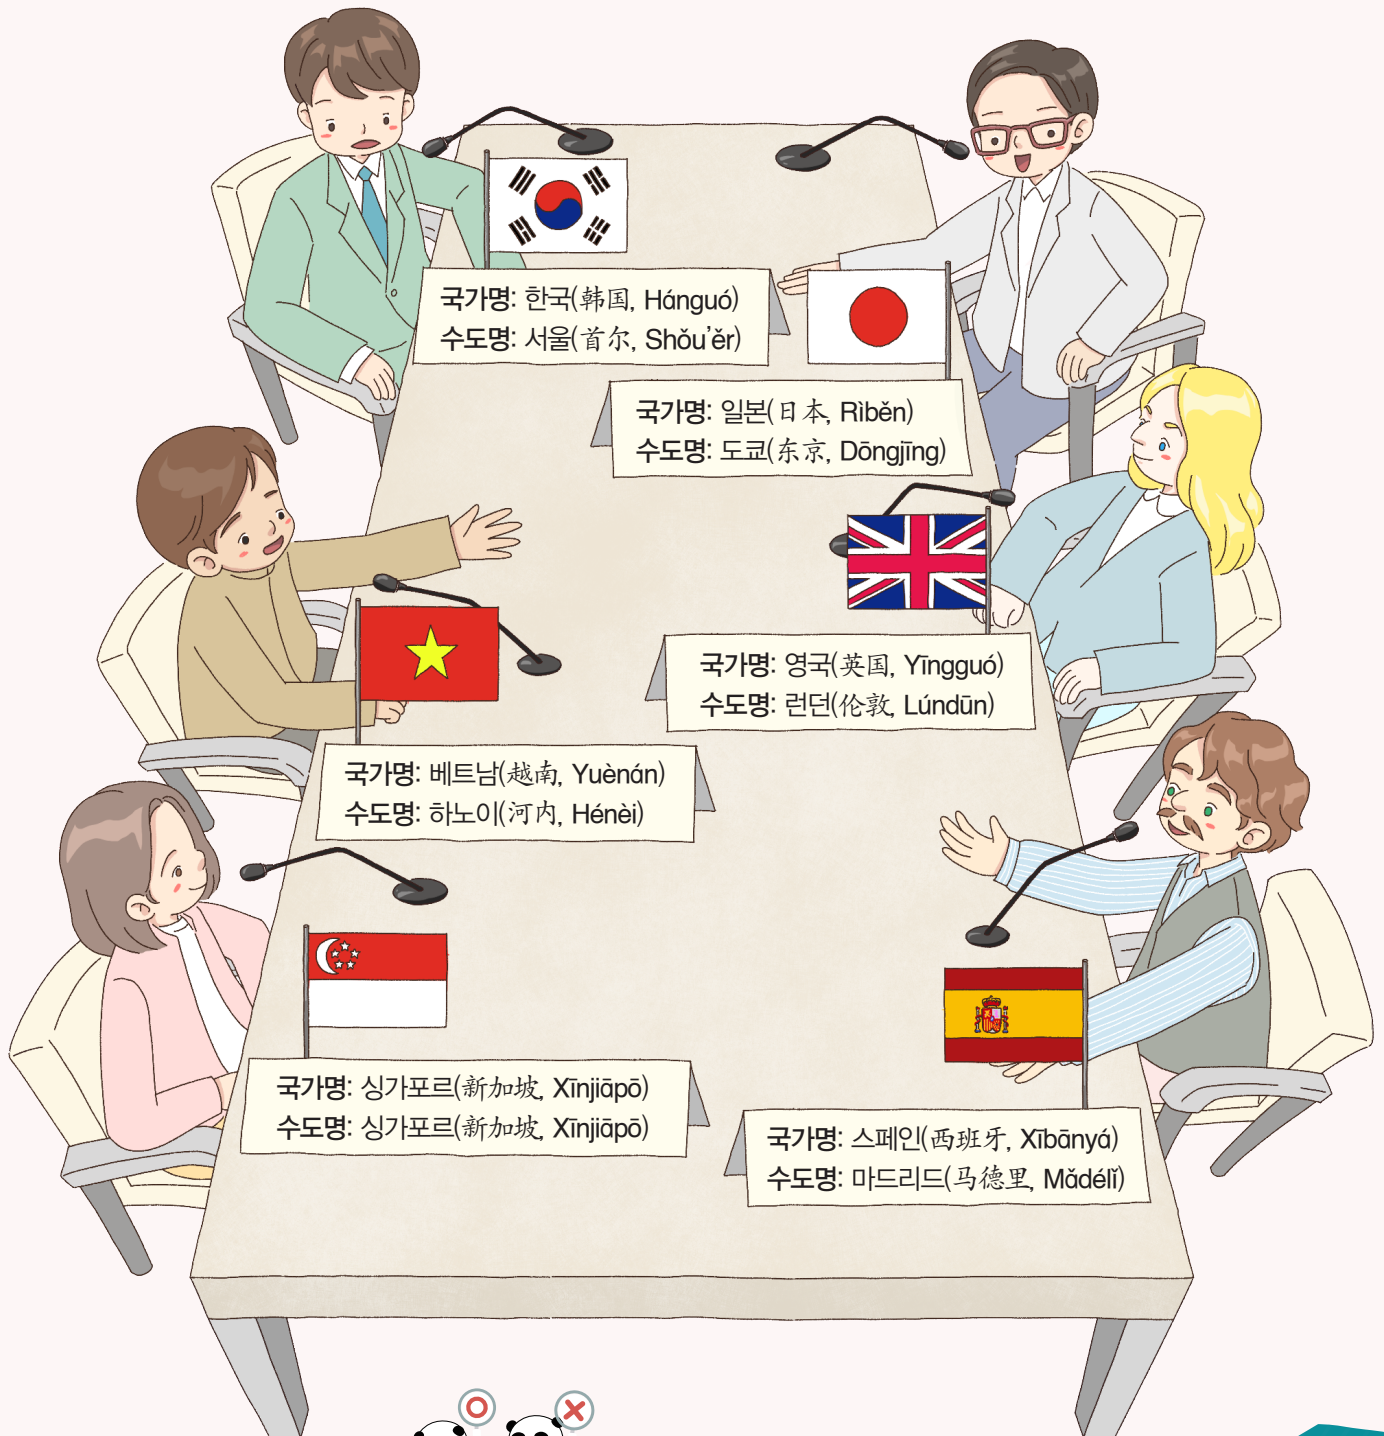 국가명: 한국(韩国, Hánguó)
수도명: 서울(首尔, Shǒu’ěr)
국가명: 일본(日本, Rìběn)
수도명: 도쿄(东京, Dōngjīng)
국가명: 영국(英国, Yīngguó)
수도명: 런던(伦敦, Lúndūn)
국가명: 베트남(越南, Yuènán)
수도명: 하노이(河内, Hénèi)
국가명: 싱가포르(新加坡, Xīnjiāpō)
수도명: 싱가포르(新加坡, Xīnjiāpō)
국가명: 스페인(西班牙, Xībānyá)
수도명: 마드리드(马德里, Mǎdélǐ)